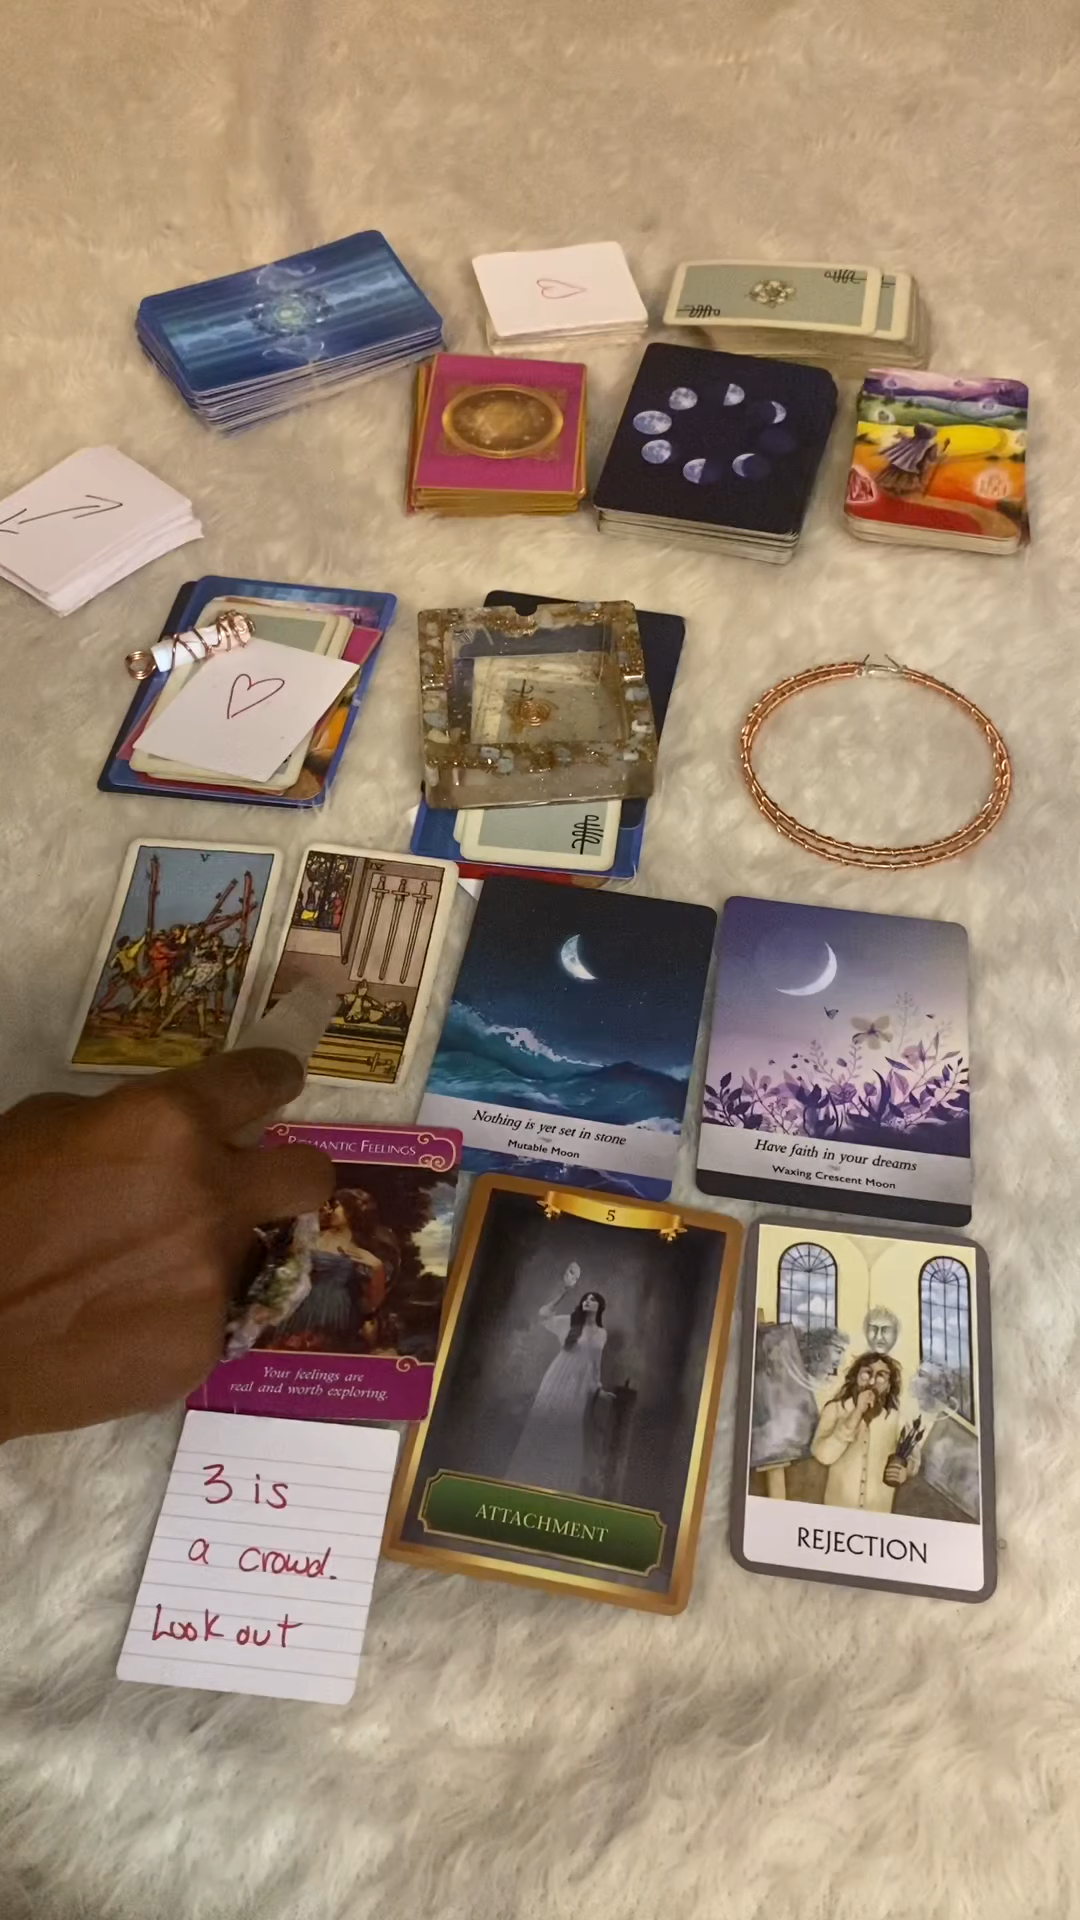 V
IV
Nothing is yet set in stone
Mutable Moon
Have faith in your dreams
Waxing Crescent Moon
ROMANTIC FEELINGS
Your feelings are
real and worth exploring.
5
ATTACHMENT
REJECTION
3 is
a crowd.
Look out